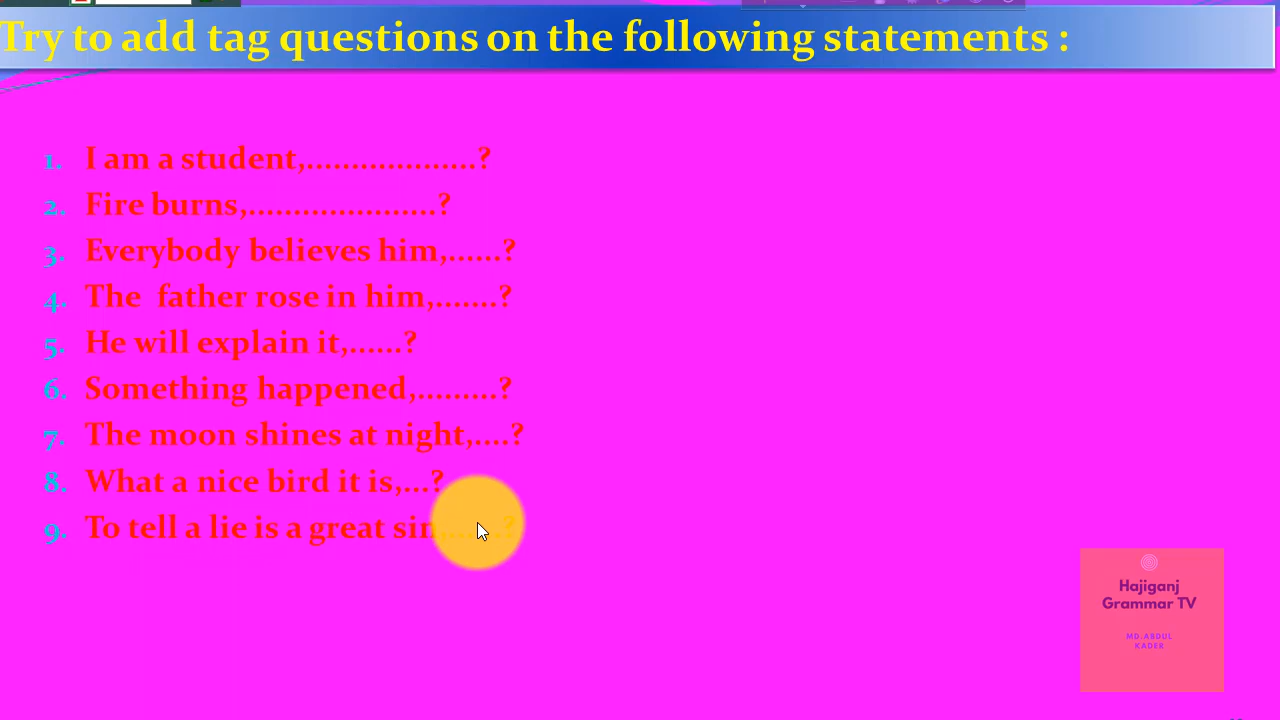 Try to add tag questions on the following statements :
1. I am a student,...................?
2. Fire burns,.....................?
3. Everybody believes him,......?
4. The father rose in him,.......?
5. He will explain it,......?
6. Something happened,.........?
7. The moon shines at night,....?
8. What a nice bird it is,...?
9. To tell a lie is a great sin,......?
Hajiganj
Grammar TV
MD.ABDUL
KADER